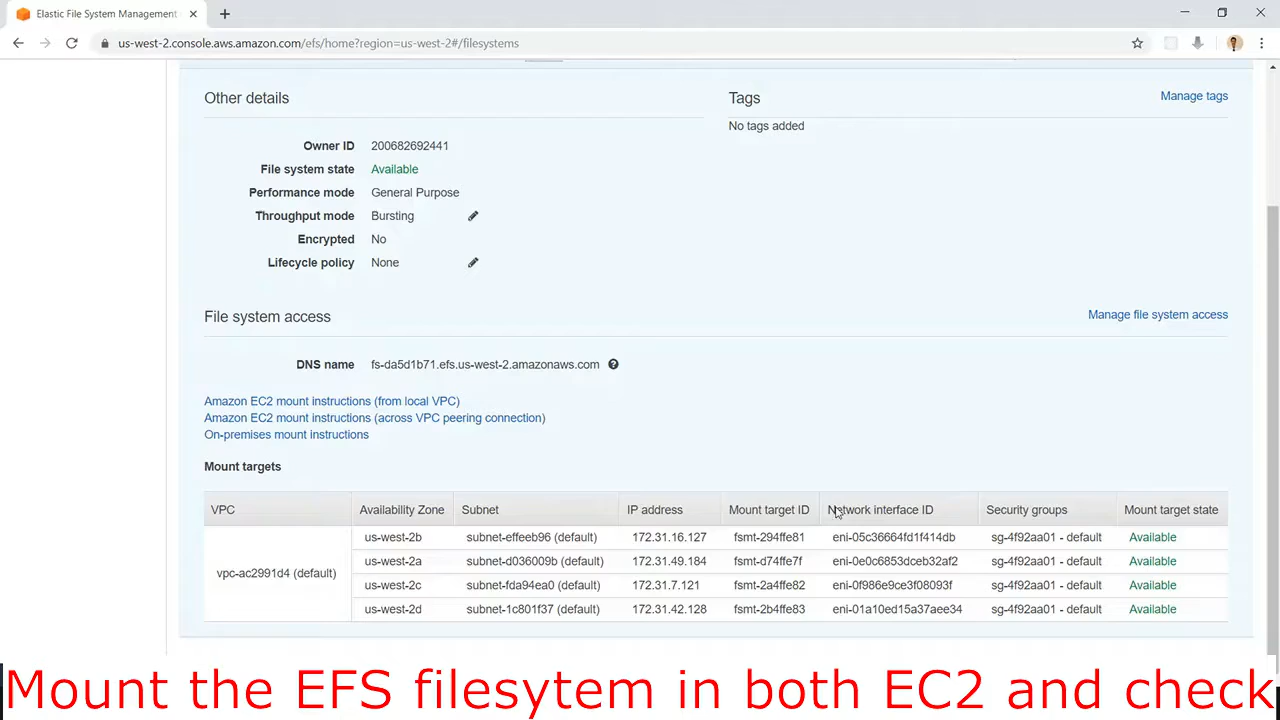 Elastic File System Management
us-west-2.console.aws.amazon.com/efs/home?region=us-west-2#/filesystems
Other details
Tags
Manage tags
No tags added
Owner ID 200682692441
File system state Available
Performance mode General Purpose
Throughput mode Bursting
Encrypted No
Lifecycle policy None
File system access
Manage file system access
DNS name fs-da5d1b71.efs.us-west-2.amazonaws.com
Amazon EC2 mount instructions (from local VPC)
Amazon EC2 mount instructions (across VPC peering connection)
On-premises mount instructions
Mount targets
VPC Availability Zone Subnet IP address Mount target ID Network interface ID Security groups Mount target state
us-west-2b subnet-effeeb96 (default) 172.31.16.127 fsmt-294ffe81 eni-05c36664fd1f414db sg-4f92aa01 - default Available
us-west-2a subnet-d036009b (default) 172.31.49.184 fsmt-d74ffe7f eni-0e0c6853dceb32af2 sg-4f92aa01 - default Available
vpc-ac2991d4 (default)
us-west-2c subnet-fda94ea0 (default) 172.31.7.121 fsmt-2a4ffe82 eni-0f986e9ce3f08093f sg-4f92aa01 - default Available
us-west-2d subnet-1c801f37 (default) 172.31.42.128 fsmt-2b4ffe83 eni-01a10ed15a37aee34 sg-4f92aa01 - default Available
Mount the EFS filesytem in both EC2 and check